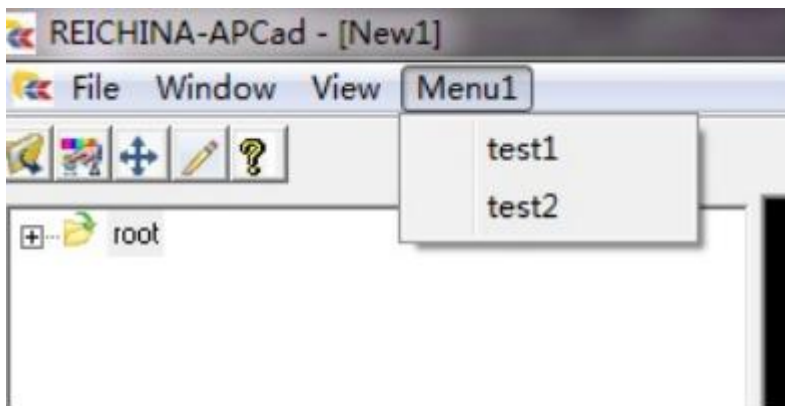 REICHINA-APCad - [New1]
File Window View Menu1
test1
test2
root